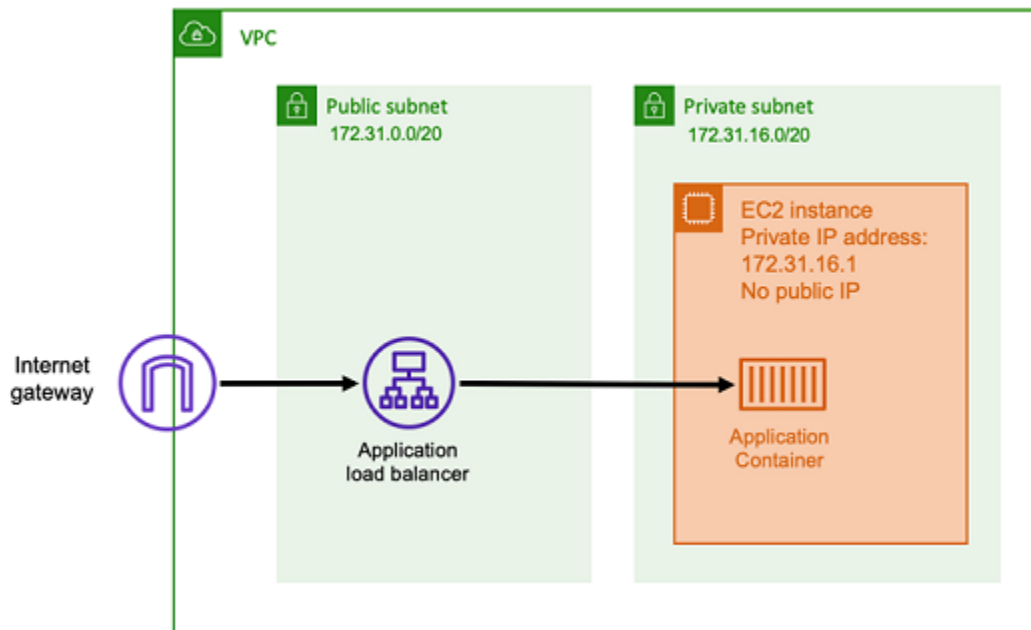 VPC
Public subnet
172.31.0.0/20
Private subnet
172.31.16.0/20
EC2 instance
Private IP address:
172.31.16.1
No public IP
Internet
gateway
Application
load balancer
Application
Container